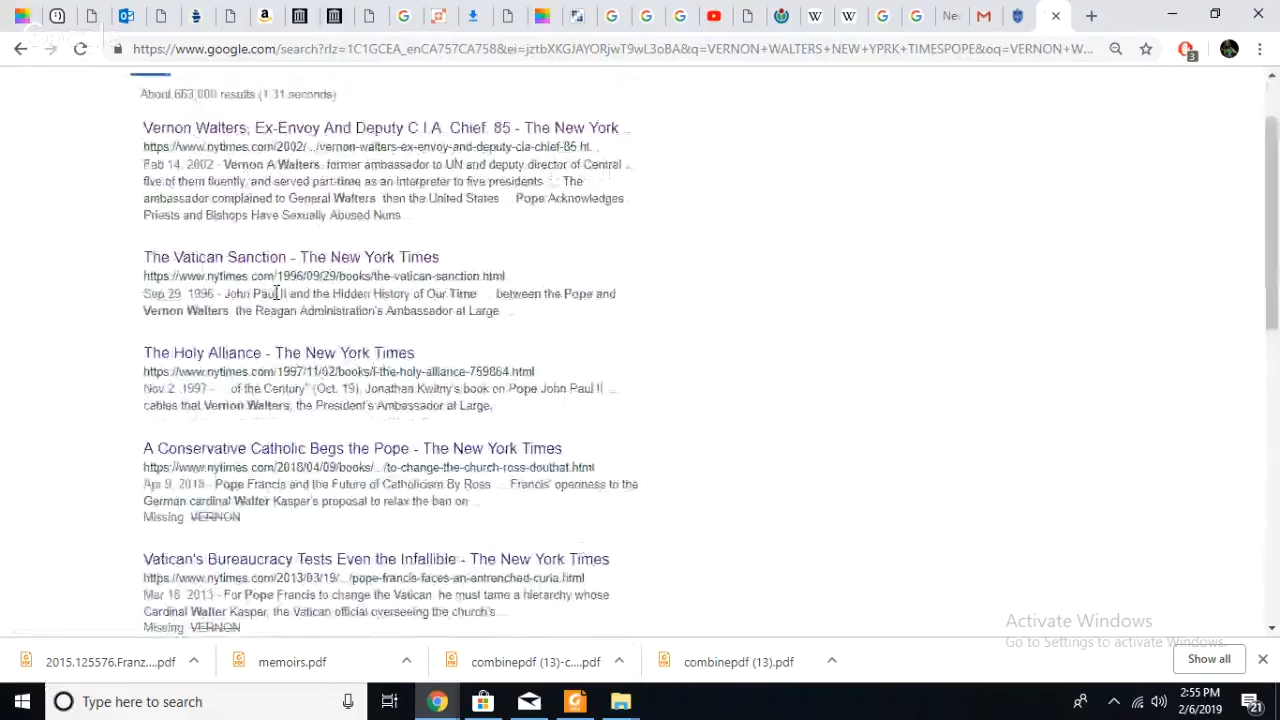 Nev
3
https://www.google.com/search?rlz=1C1GCEA_enCA757CA758&ei=jztbXKGJAYORjwT9wL3oBA&q=VERNON+WALTERS+NEW+YPRK+TIMESPOPE&oq=VERNON+W...
About 663,000 results (1.31 seconds)
Vernon Walters, Ex-Envoy And Deputy C.I.A. Chief, 85 - The New York ...
https://www.nytimes.com/2002/.../vernon-walters-ex-envoy-and-deputy-cia-chief-85.ht...
Feb 14, 2002 - Vernon A Walters, former ambassador to UN and deputy director of Central ...
five of them fluently, and served part-time, as an interpreter to five presidents ... The
ambassador complained to General Walters, then the United States ... Pope Acknowledges
Priests and Bishops Have Sexually Abused Nuns ...
The Vatican Sanction - The New York Times
https://www.nytimes.com/1996/09/29/books/the-vatican-sanction.html
Sep 29, 1996 - John Paul II and the Hidden History of Our Time ... between the Pope and
Vernon Walters, the Reagan Administration's Ambassador at Large ...
The Holy Alliance - The New York Times
https://www.nytimes.com/1997/11/02/books/l-the-holy-alliance-759864.html
Nov 2, 1997 - ... of the Century'' (Oct. 19), Jonathan Kwitny's book on Pope John Paul II ...
cables that Vernon Walters, the President's Ambassador at Large,
A Conservative Catholic Begs the Pope - The New York Times
https://www.nytimes.com/2018/04/09/books/.../to-change-the-church-ross-douthat.html
Apr 9, 2018 - Pope Francis and the Future of Catholicism By Ross ... Francis' openness to the
German cardinal Walter Kasper's proposal to relax the ban on ...
Missing: VERNON
Vatican's Bureaucracy Tests Even the Infallible - The New York Times
https://www.nytimes.com/2013/03/19/.../pope-francis-faces-an-entrenched-curia.html
Mar 18, 2013 - For Pope Francis to change the Vatican, he must tame a hierarchy whose
Cardinal Walter Kasper, the Vatican official overseeing the church's ...
Missing: VERNON
Activate Windows
Go to Settings to activate Windows.
2015.125576.Franz....pdf
memoirs.pdf
combinepdf (13)-c....pdf
combinepdf (13).pdf
Show all
Type here to search
2:55 PM
2/6/2019
21